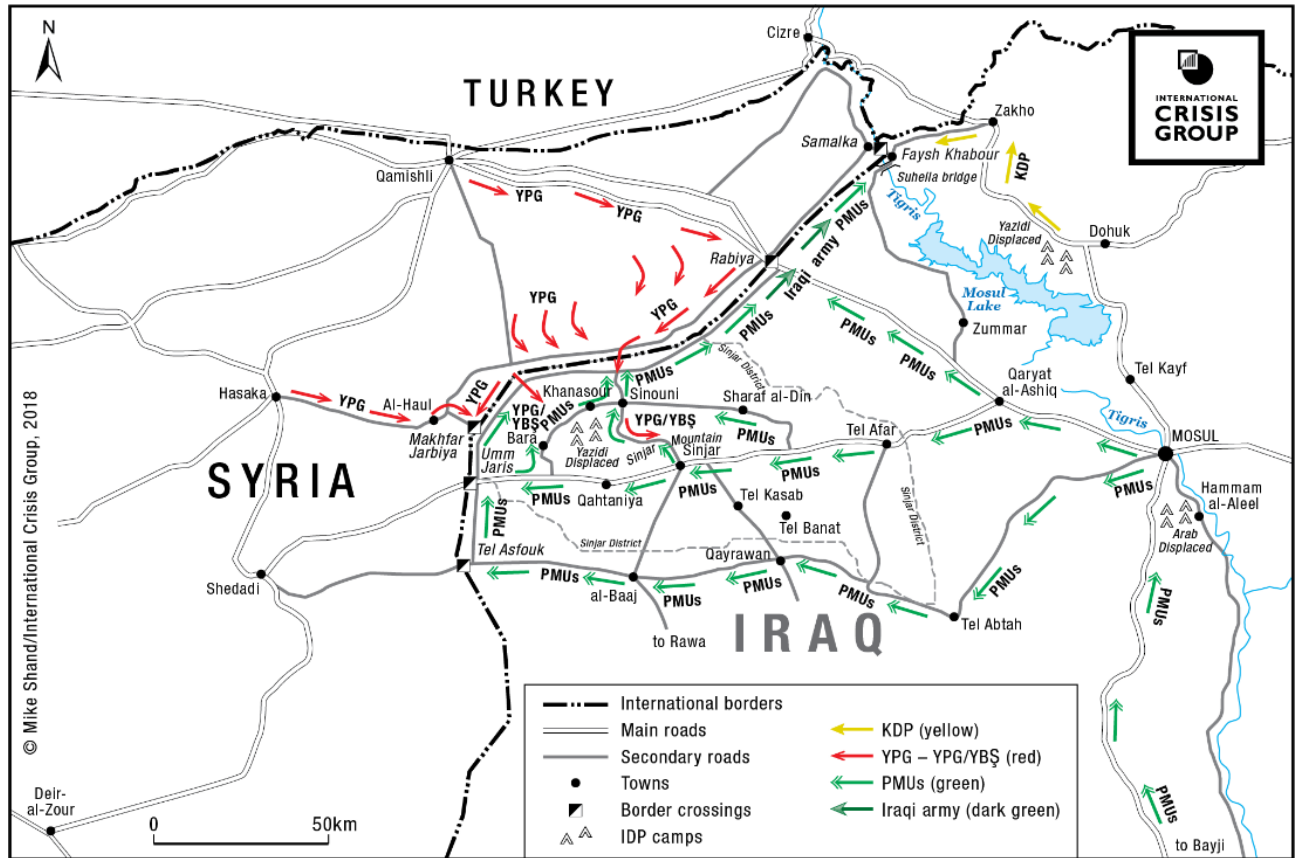 N
Cizre
TURKEY
INTERNATIONAL
CRISIS
GROUP
Zakho
Samalka
Faysh Khabour
Suheila bridge
KDP
Qamishli
YPG
YPG
Tigris
PMUs
Yazidi
Displaced
Dohuk
Rabiya
Iraqi army
YPG
YPG
PMUs
Mosul
Lake
Zummar
PMUs
PMUs
Sinjar District
Qaryat
al-Ashiq
Tel Kayf
Hasaka
YPG
Al-Haul
YPG
Khanasour
PMUs
Sinouni
Sharaf al-Din
Makhfar
Jarbiya
YPG/
YBŞ
PMUs
YPG/YBŞ
PMUs
Tel Afar
PMUs
Tigris
MOSUL
Bara
Umm
Jaris
Yazidi
Displaced
Sinjar
Mountain
Sinjar
PMUs
PMUs
SYRIA
PMUs
Qahtaniya
PMUs
Tel Kasab
Sinjar District
Hammam
al-Aleel
PMUs
Tel Banat
Arab
Displaced
Sinjar District
Tel Asfouk
Qayrawan
Shedadi
PMUs
al-Baaj
PMUs
PMUs
PMUs
PMUs
Tel Abtah
PMUs
to Rawa
IRAQ
© Mike Shand/International Crisis Group, 2018
International borders
Main roads
Secondary roads
Towns
Border crossings
IDP camps
KDP (yellow)
YPG – YPG/YBŞ (red)
PMUs (green)
Iraqi army (dark green)
PMUs
to Bayji
Deir-
al-Zour
0
50km